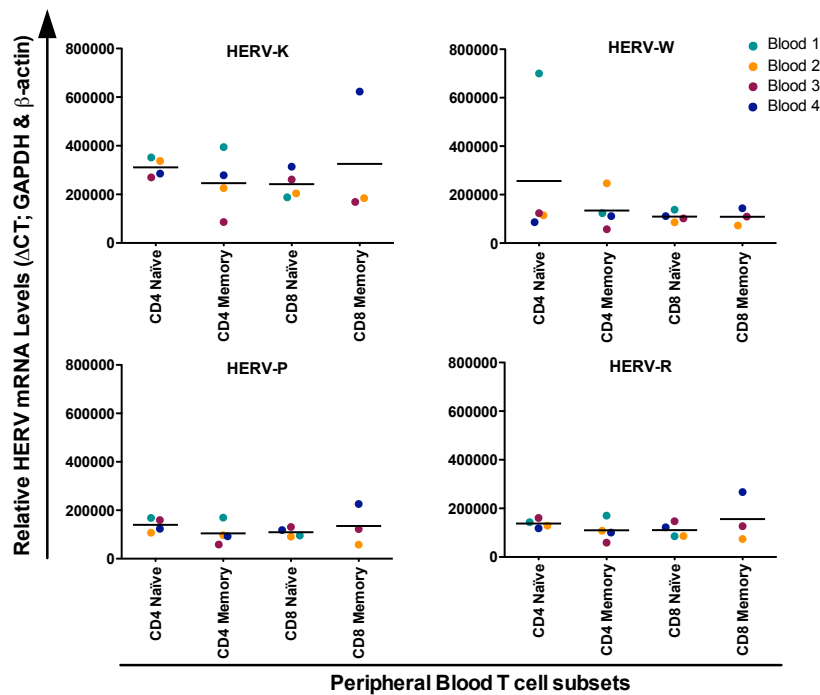 Relative HERV mRNA Levels (ΔCT; GAPDH & β-actin)
HERV-K
800000
600000
400000
200000
0
CD4 Naïve
CD4 Memory
CD8 Naïve
CD8 Memory
HERV-W
800000
600000
400000
200000
0
CD4 Naïve
CD4 Memory
CD8 Naïve
CD8 Memory
Blood 1
Blood 2
Blood 3
Blood 4
HERV-P
800000
600000
400000
200000
0
CD4 Naïve
CD4 Memory
CD8 Naïve
CD8 Memory
HERV-R
800000
600000
400000
200000
0
CD4 Naïve
CD4 Memory
CD8 Naïve
CD8 Memory
Peripheral Blood T cell subsets